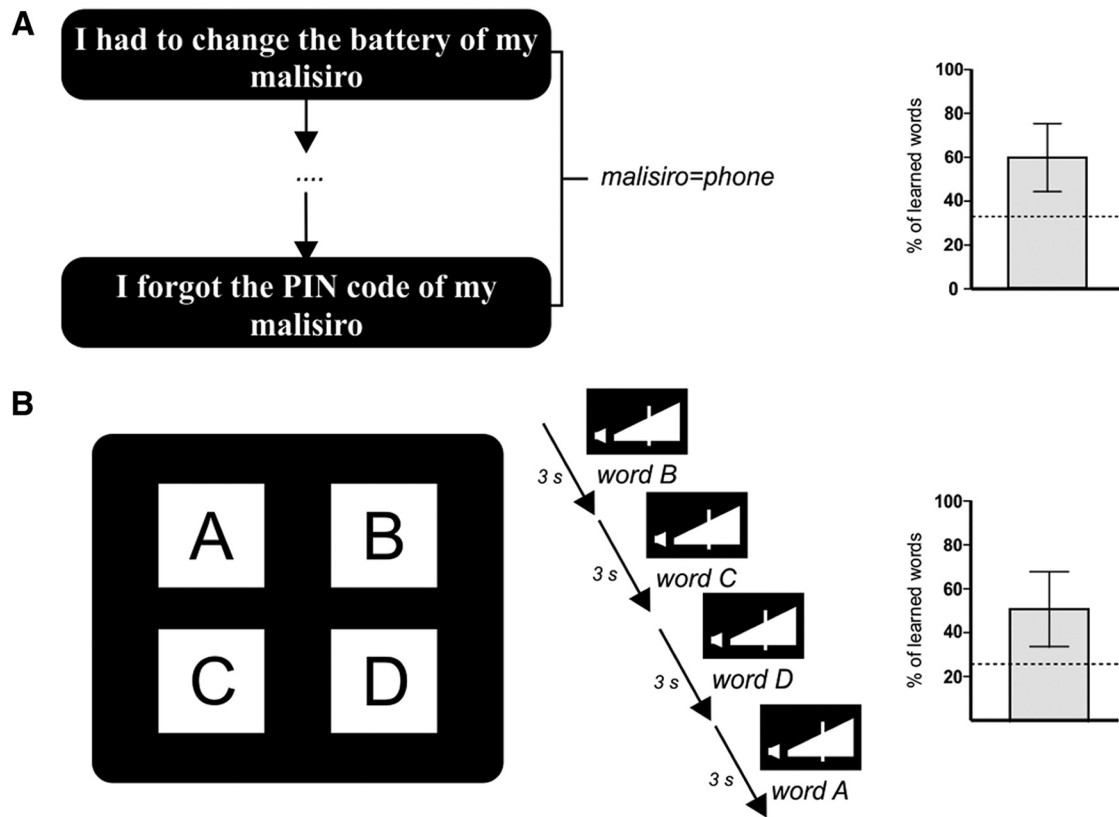 A
I had to change the battery of my
malisiro
....
malisiro=phone
I forgot the PIN code of my
malisiro
% of learned words
100
80
60
40
20
0
B
A
B
C
D
3 s
word B
3 s
word C
3 s
word D
3 s
word A
% of learned words
100
80
60
40
20